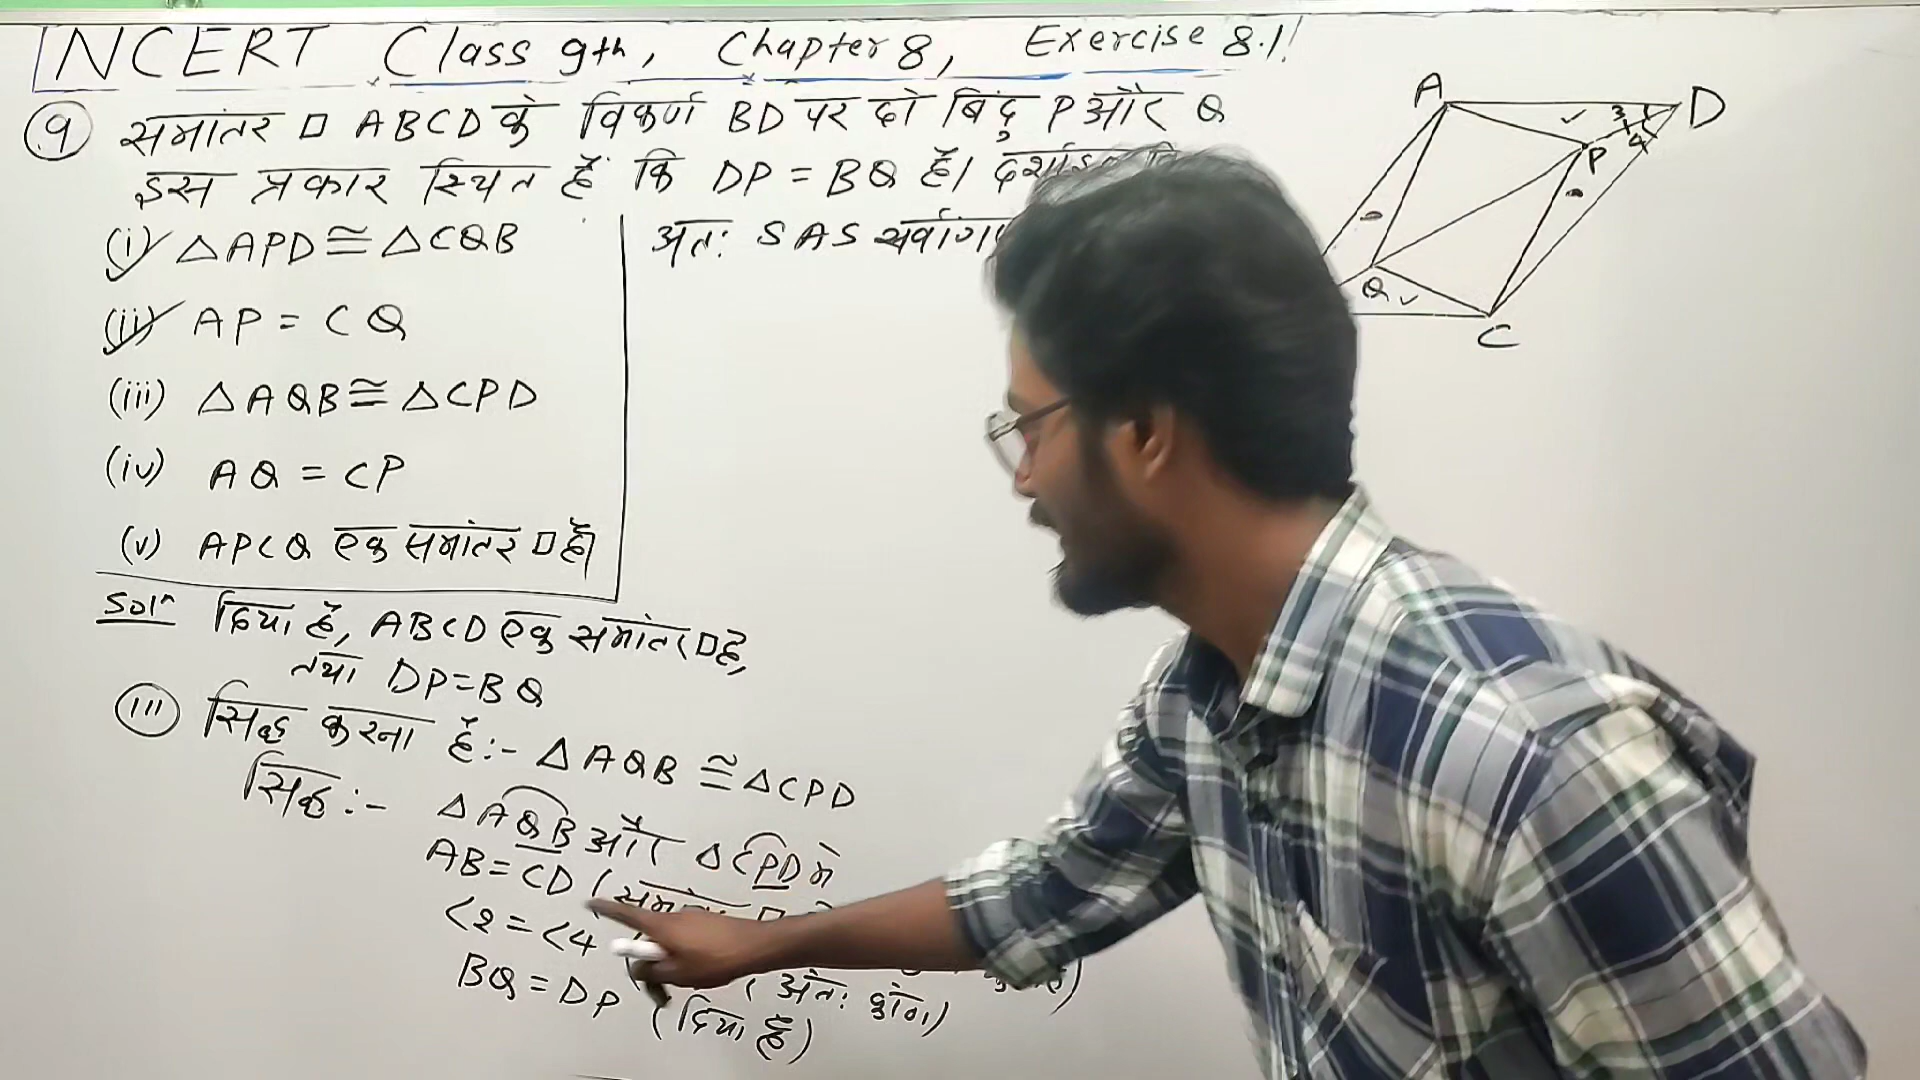 NCERT Class 9th, Chapter 8, Exercise 8.1!
9 समांतर □ ABCD के विकर्ण BD पर दो बिंदु P और Q
इस प्रकार स्थित हैं कि DP = BQ है।
(i) △APD ≅ △CQB
(ii) AP = CQ
(iii) △AQB ≅ △CPD
(iv) AQ = CP
(v) APCQ एक समांतर □ है।
Solⁿ दिया है, ABCD एक समांतर □ है,
तथा DP=BQ
(iii) सिद्ध करना है:- △AQB ≅ △CPD
सिद्ध:- △AQB और △CPD में
AB = CD (
<2 = <4 (
( अंतः कोण)
BQ = DP (दिया है)
अतः SAS
A
D
3
1
4
P
Q
C